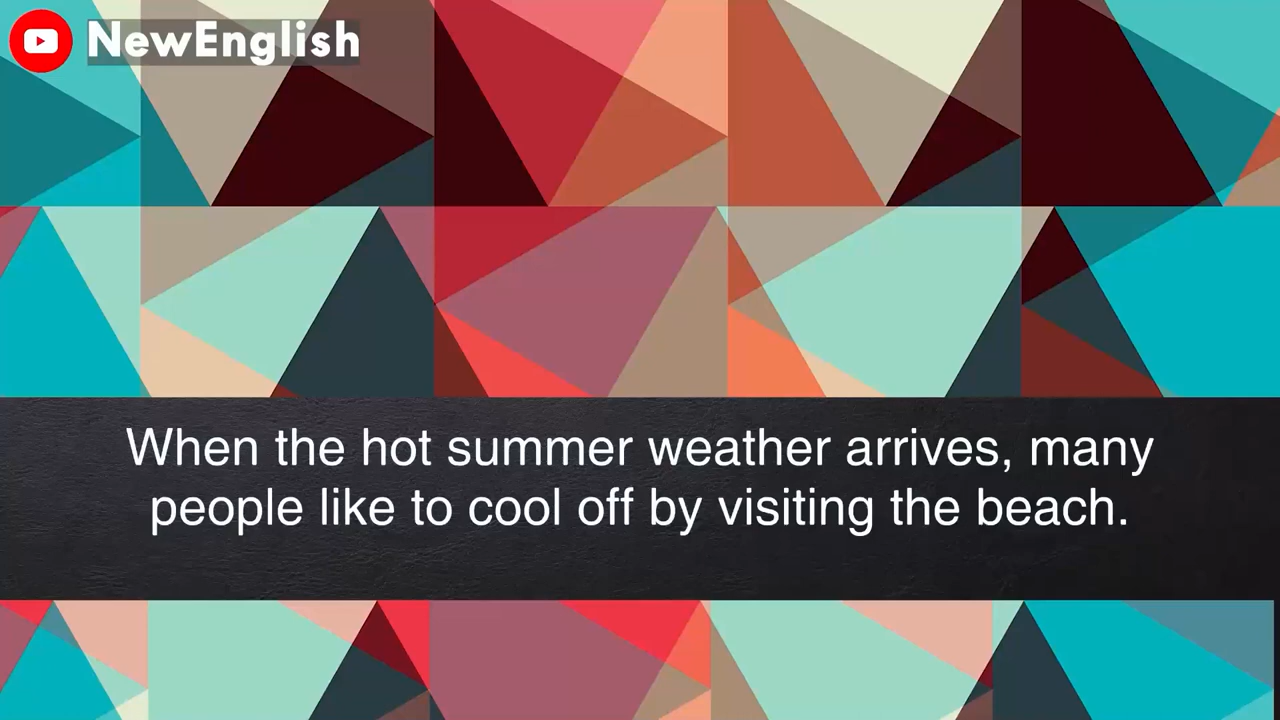 NewEnglish
When the hot summer weather arrives, many
people like to cool off by visiting the beach.